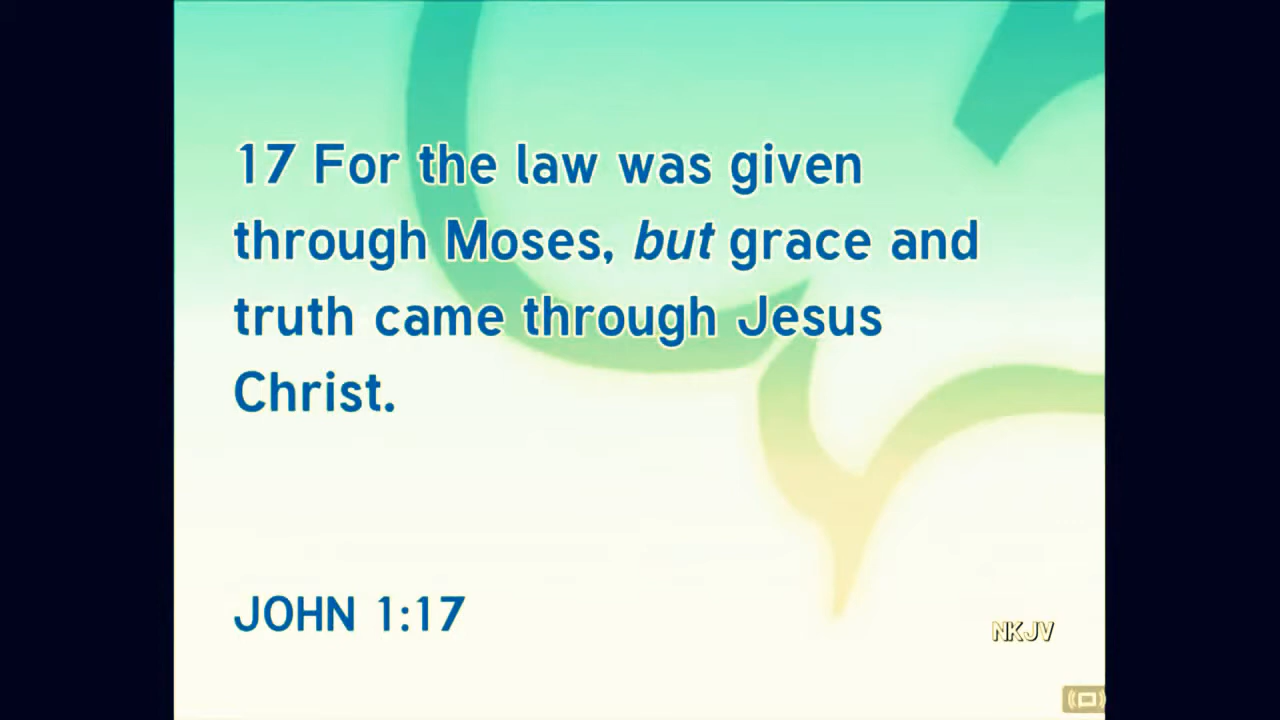 17 For the law was given
through Moses, but grace and
truth came through Jesus
Christ.
JOHN 1:17
NKJV